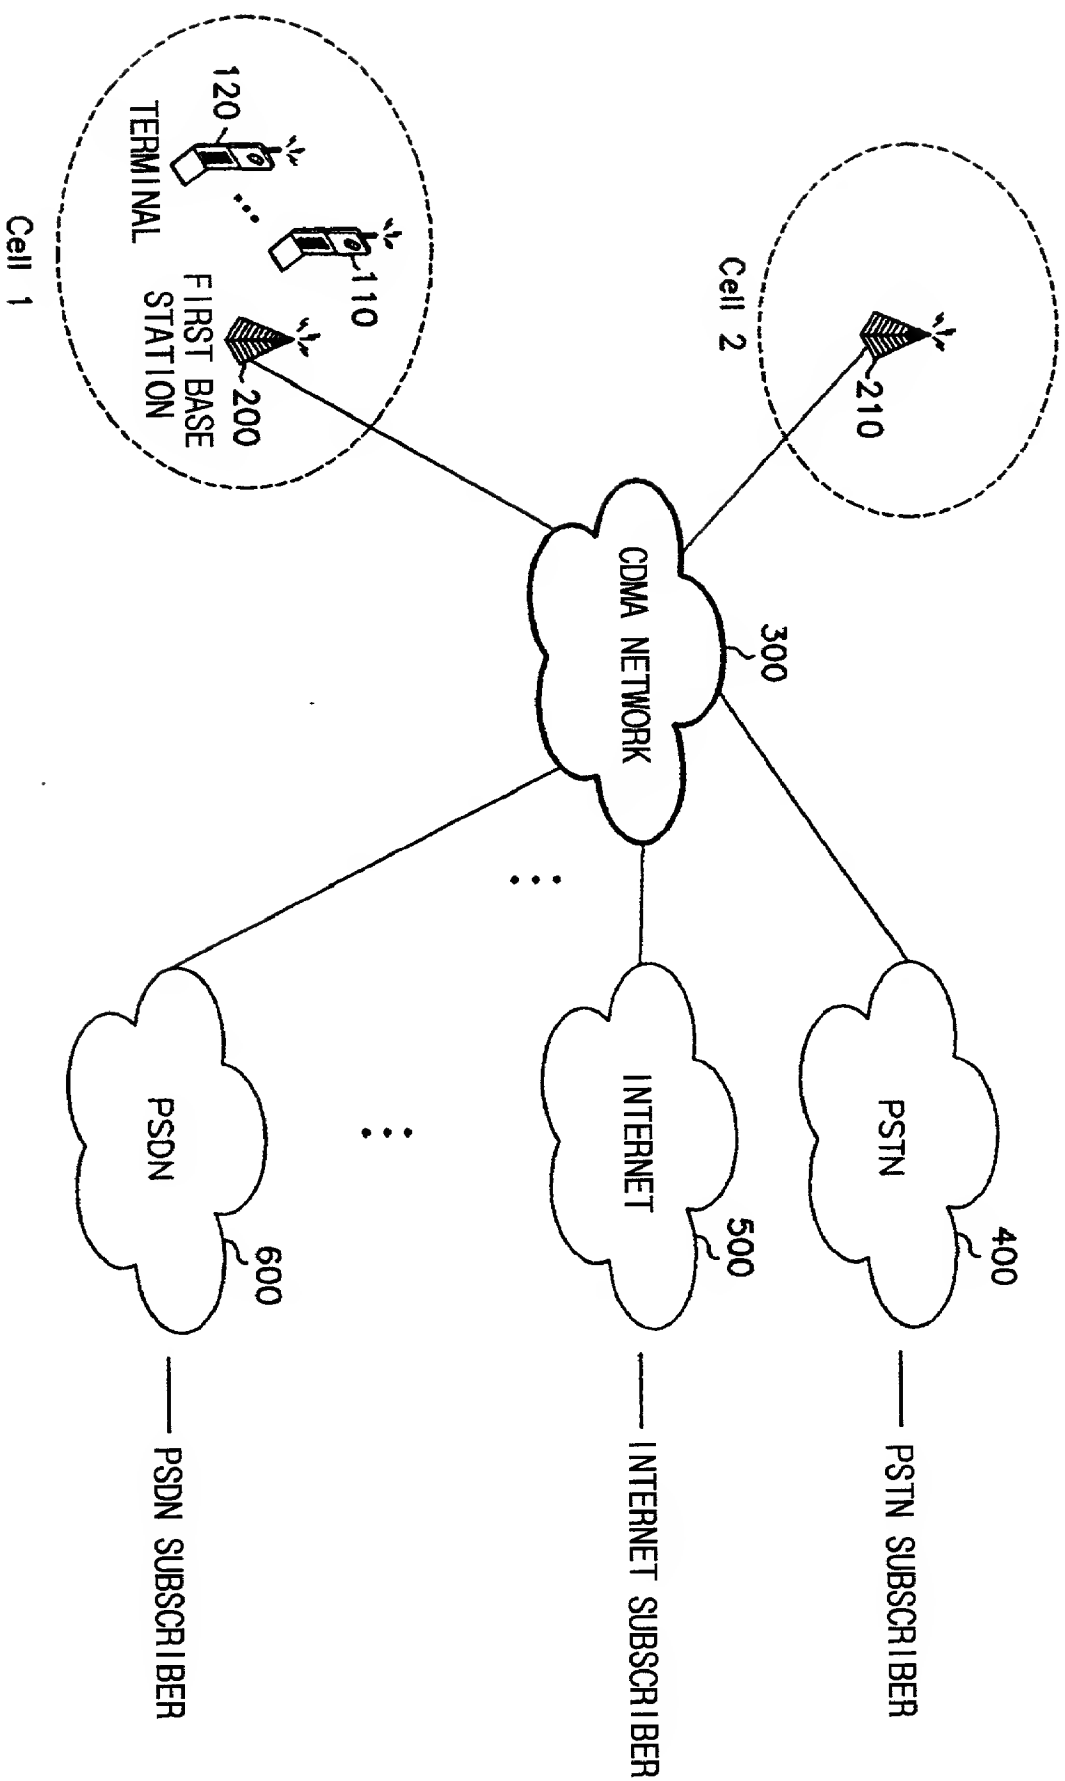 Cell 2
210
300
400
PSTN
PSTN SUBSCRIBER
CDMA NETWORK
500
INTERNET
INTERNET SUBSCRIBER
110
120
TERMINAL
200
FIRST BASE
STATION
Cell 1
600
PSDN
PSDN SUBSCRIBER